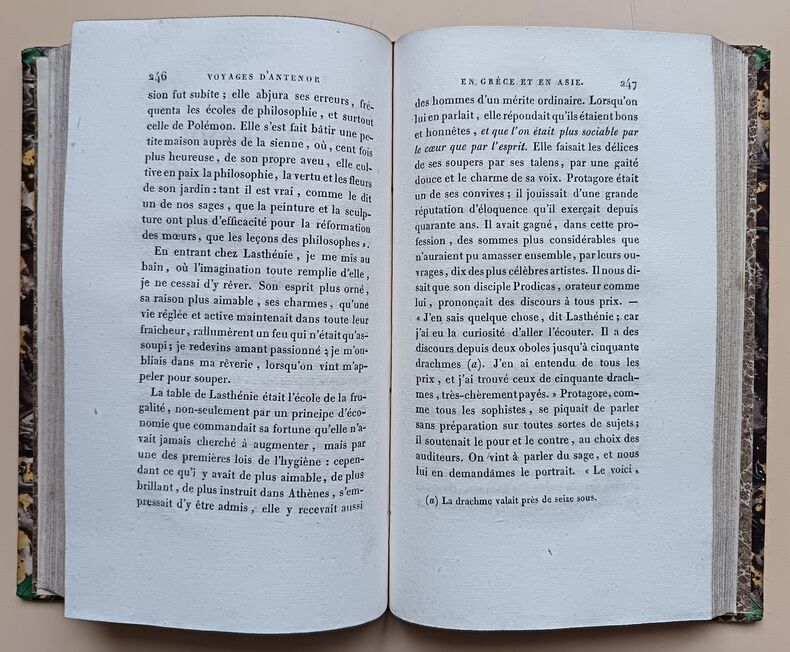 246 VOYAGES D'ANTENOR
sion fut subite ; elle abjura ses erreurs, fré-
quenta les écoles de philosophie, et surtout
celle de Polémon. Elle s'est fait bâtir une pe-
tite maison auprès de la sienne, où, cent fois
plus heureuse, de son propre aveu, elle cul-
tive en paix la philosophie, la vertu et les fleurs
de son jardin : tant il est vrai, comme le dit
un de nos sages, que la peinture et la sculp-
ture ont plus d'efficacité pour la réformation
des mœurs, que les leçons des philosophes ».
En entrant chez Lasthénie, je me mis au
bain, où l'imagination toute remplie d'elle,
je ne cessai d'y rêver. Son esprit plus orné,
sa raison plus aimable, ses charmes, qu'une
vie réglée et active maintenait dans toute leur
fraicheur, rallumèrent un feu qui n'était qu'as-
soupi ; je redevins amant passionné ; je m'ou-
bliais dans ma rêverie, lorsqu'on vint m'ap-
peler pour souper.
La table de Lasthénie était l'école de la fru-
galité, non-seulement par un principe d'éco-
nomie que commandait sa fortune qu'elle n'a-
vait jamais cherché à augmenter, mais par
une des premières lois de l'hygiène : cepen-
dant ce qu'i y avait de plus aimable, de plus
brillant, de plus instruit dans Athènes, s'em-
pressait d'y être admis, elle y recevait aussi
EN GRÈCE ET EN ASIE. 247
des hommes d'un mérite ordinaire. Lorsqu'on
lui en parlait, elle répondait qu'ils étaient bons
et honnêtes, et que l'on était plus sociable par
le cœur que par l'esprit. Elle faisait les délices
de ses soupers par ses talens, par une gaité
douce et le charme de sa voix. Protagore était
un de ses convives ; il jouissait d'une grande
réputation d'éloquence qu'il exerçait depuis
quarante ans. Il avait gagné, dans cette pro-
fession, des sommes plus considérables que
n'auraient pu amasser ensemble, par leurs ou-
vrages, dix des plus célèbres artistes. Il nous di-
sait que son disciple Prodicas, orateur comme
lui, prononçait des discours à tous prix. —
« J'en sais quelque chose, dit Lasthénie ; car
j'ai eu la curiosité d'aller l'écouter. Il a des
discours depuis deux oboles jusqu'à cinquante
drachmes (a). J'en ai entendu de tous les
prix, et j'ai trouvé ceux de cinquante drach-
mes, très-chèrement payés. » Protagore, com-
me tous les sophistes, se piquait de parler
sans préparation sur toutes sortes de sujets ;
il soutenait le pour et le contre, au choix des
auditeurs. On vint à parler du sage, et nous
lui en demandâmes le portrait. « Le voici,
(a) La drachme valait près de seize sous.